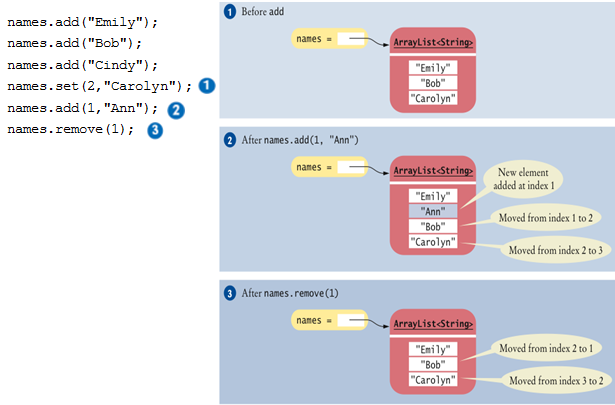 names.add("Emily");
names.add("Bob");
names.add("Cindy");
names.set(2,"Carolyn"); 1
names.add(1,"Ann"); 2
names.remove(1); 3
1 Before add
names =
ArrayList<String>
"Emily"
"Bob"
"Carolyn"
2 After names.add(1, "Ann")
names =
ArrayList<String>
"Emily"
"Ann"
"Bob"
"Carolyn"
New element
added at index 1
Moved from index 1 to 2
Moved from index 2 to 3
3 After names.remove(1)
names =
ArrayList<String>
"Emily"
"Bob"
"Carolyn"
Moved from index 2 to 1
Moved from index 3 to 2